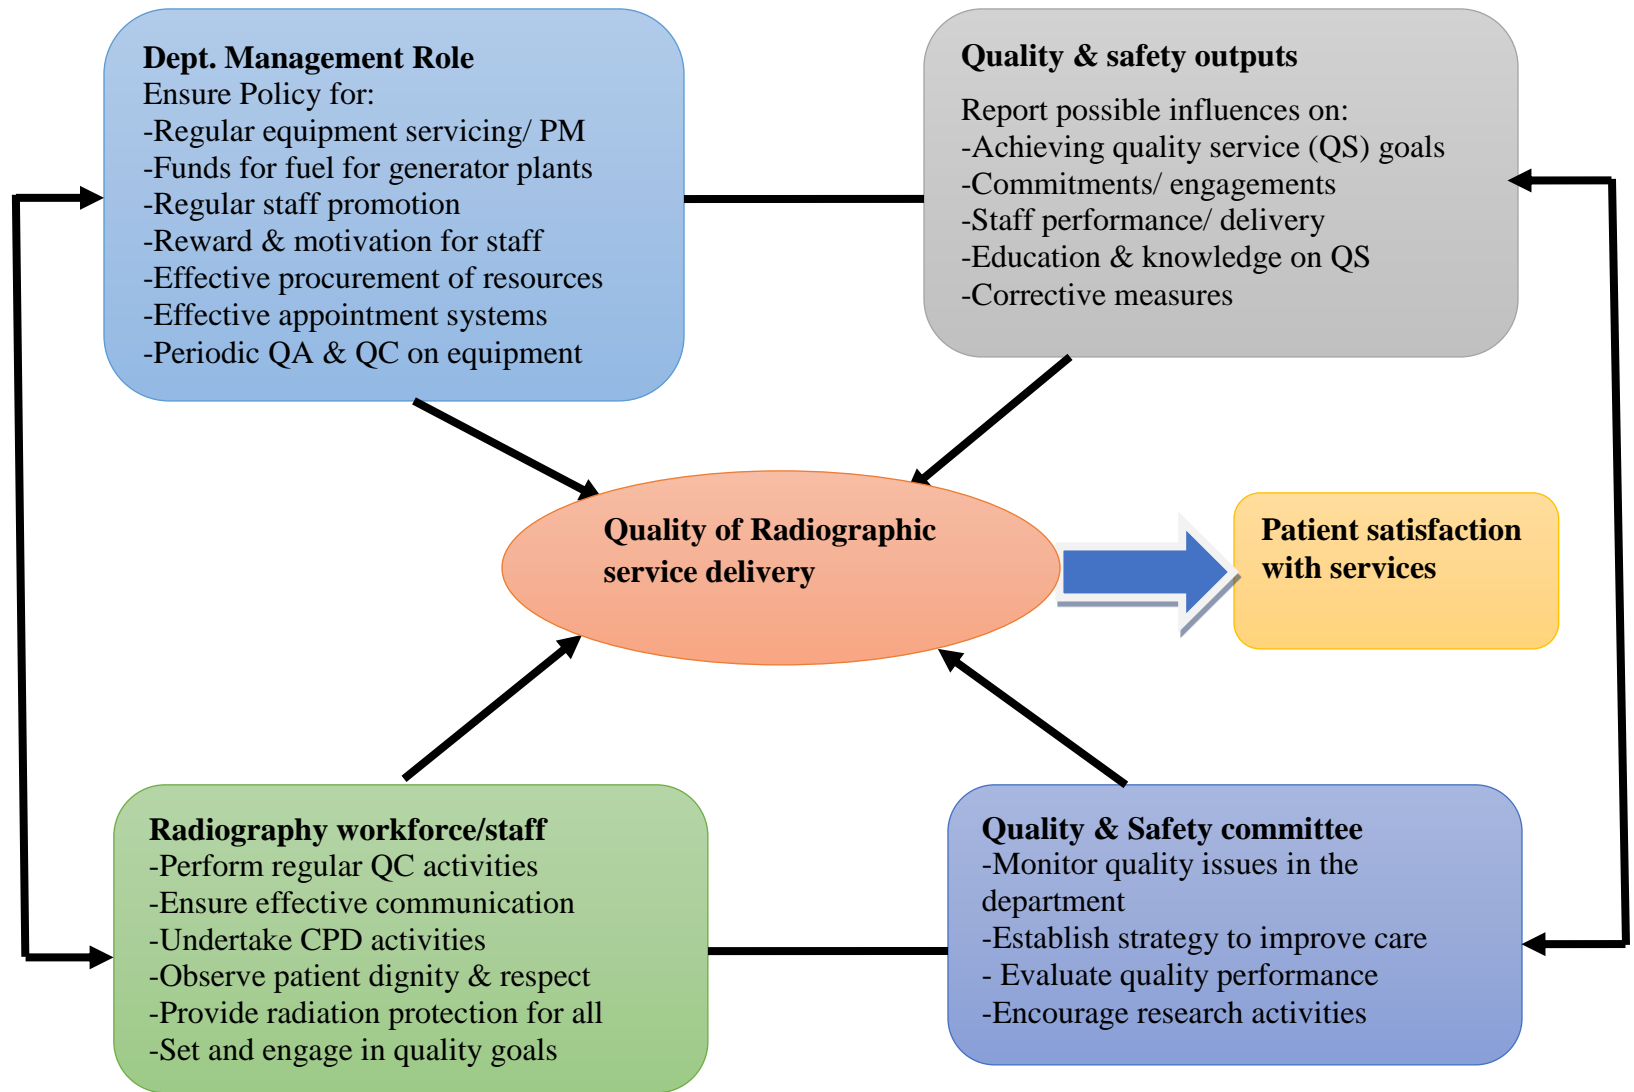 Dept. Management Role
Ensure Policy for:
-Regular equipment servicing/ PM
-Funds for fuel for generator plants
-Regular staff promotion
-Reward & motivation for staff
-Effective procurement of resources
-Effective appointment systems
-Periodic QA & QC on equipment
Quality & safety outputs
Report possible influences on:
-Achieving quality service (QS) goals
-Commitments/ engagements
-Staff performance/ delivery
-Education & knowledge on QS
-Corrective measures
Quality of Radiographic
service delivery
Patient satisfaction
with services
Radiography workforce/staff
-Perform regular QC activities
-Ensure effective communication
-Undertake CPD activities
-Observe patient dignity & respect
-Provide radiation protection for all
-Set and engage in quality goals
Quality & Safety committee
-Monitor quality issues in the
department
-Establish strategy to improve care
- Evaluate quality performance
-Encourage research activities